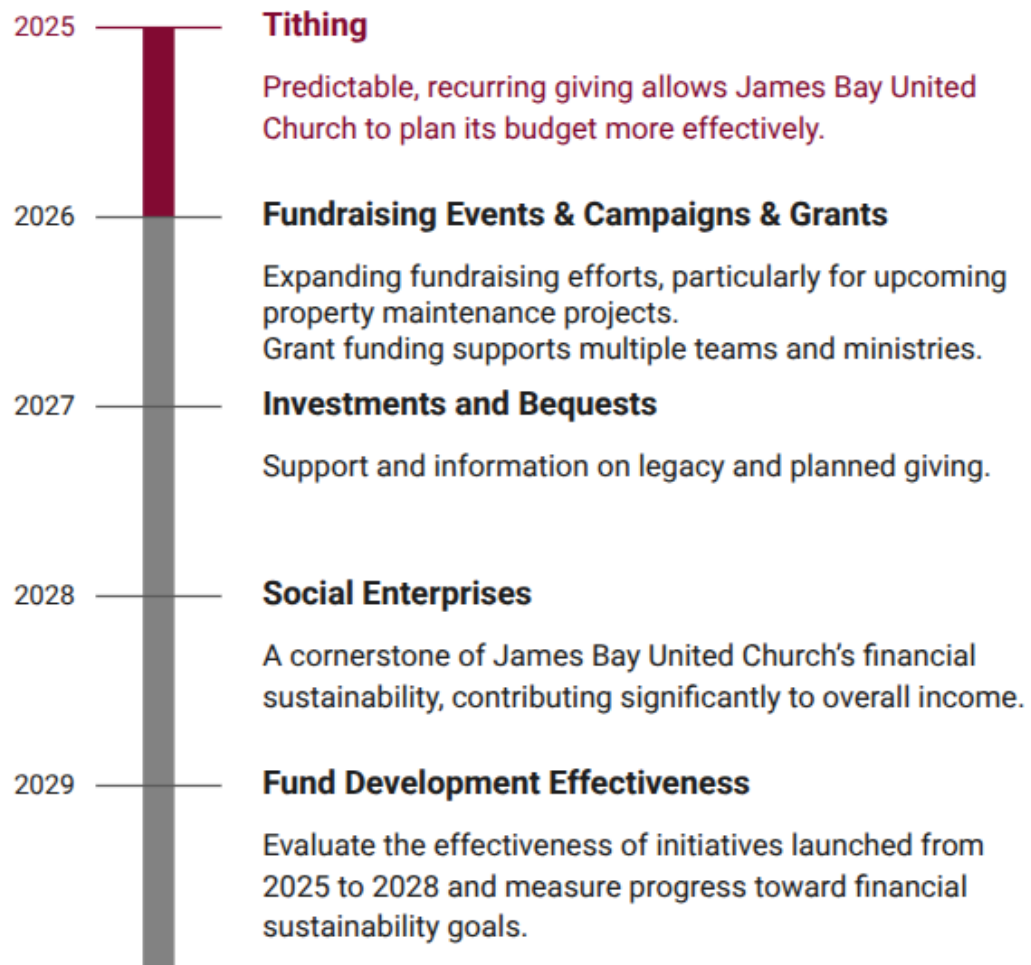 2025
Tithing
Predictable, recurring giving allows James Bay United
Church to plan its budget more effectively.
2026
Fundraising Events & Campaigns & Grants
Expanding fundraising efforts, particularly for upcoming
property maintenance projects.
Grant funding supports multiple teams and ministries.
2027
Investments and Bequests
Support and information on legacy and planned giving.
2028
Social Enterprises
A cornerstone of James Bay United Church’s financial
sustainability, contributing significantly to overall income.
2029
Fund Development Effectiveness
Evaluate the effectiveness of initiatives launched from
2025 to 2028 and measure progress toward financial
sustainability goals.